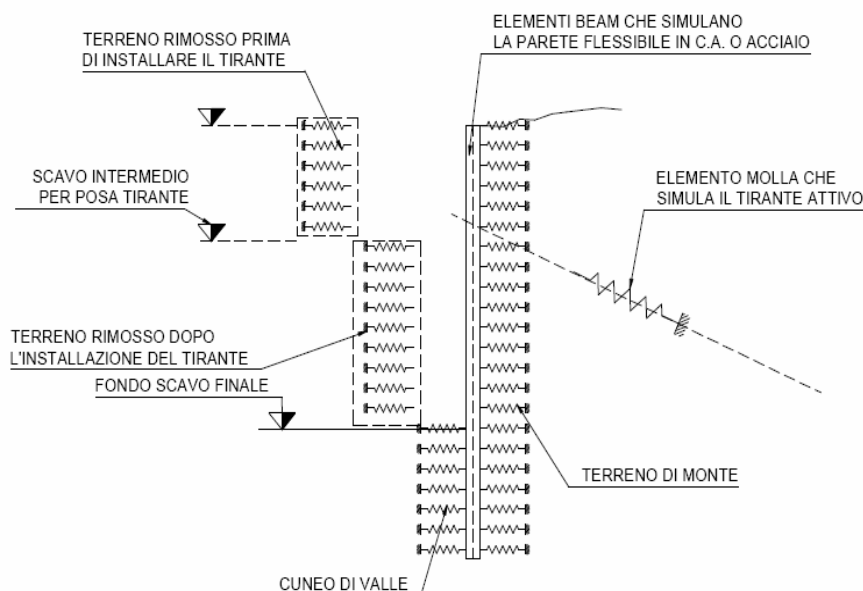 ELEMENTI BEAM CHE SIMULANO
LA PARETE FLESSIBILE IN C.A. O ACCIAIO
TERRENO RIMOSSO PRIMA
DI INSTALLARE IL TIRANTE
SCAVO INTERMEDIO
PER POSA TIRANTE
ELEMENTO MOLLA CHE
SIMULA IL TIRANTE ATTIVO
TERRENO RIMOSSO DOPO
L'INSTALLAZIONE DEL TIRANTE
FONDO SCAVO FINALE
TERRENO DI MONTE
CUNEO DI VALLE